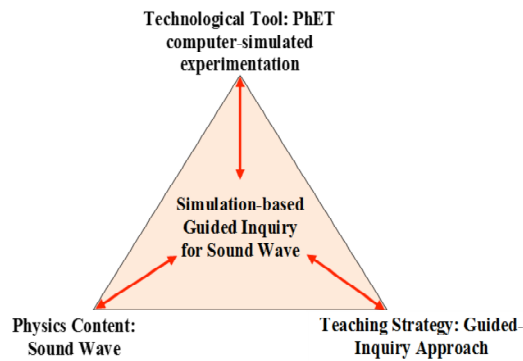 Technological Tool: PhET
computer-simulated
experimentation
Simulation-based
Guided Inquiry
for Sound Wave
Physics Content:
Sound Wave
Teaching Strategy: Guided-
Inquiry Approach